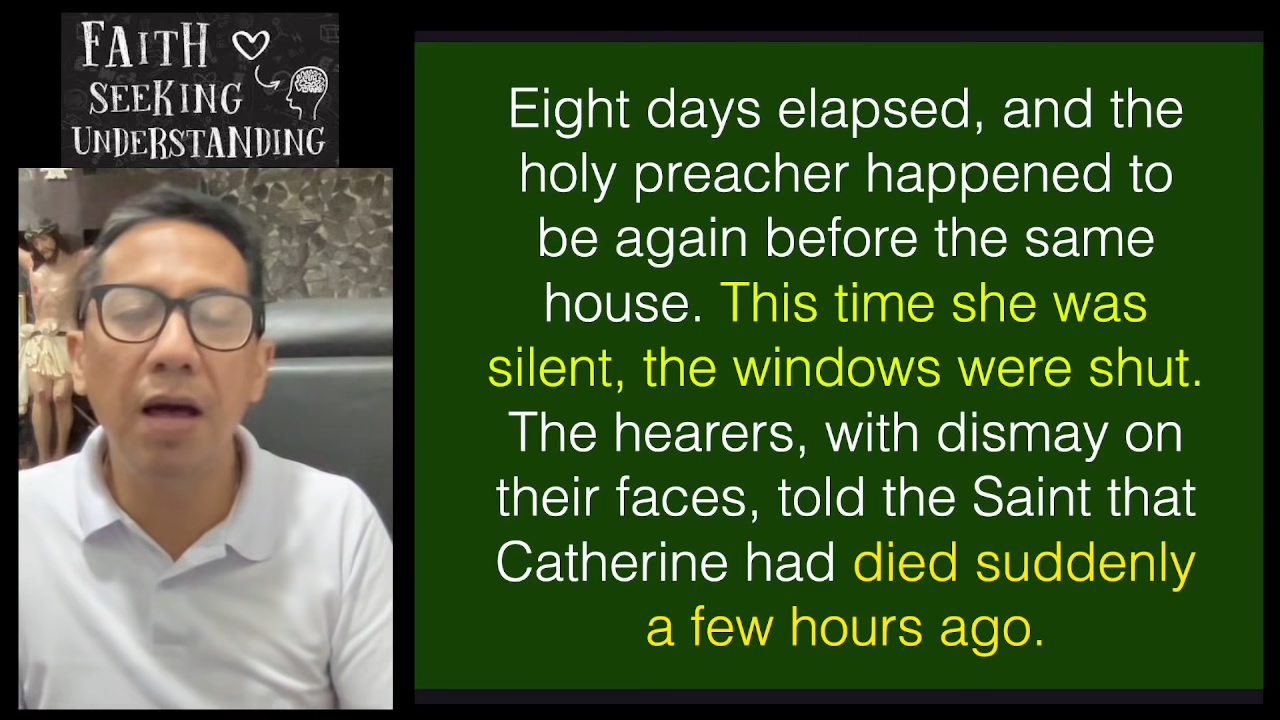 FAITH
SEEKING
UNDERSTANDING
Eight days elapsed, and the
holy preacher happened to
be again before the same
house. This time she was
silent, the windows were shut.
The hearers, with dismay on
their faces, told the Saint that
Catherine had died suddenly
a few hours ago.